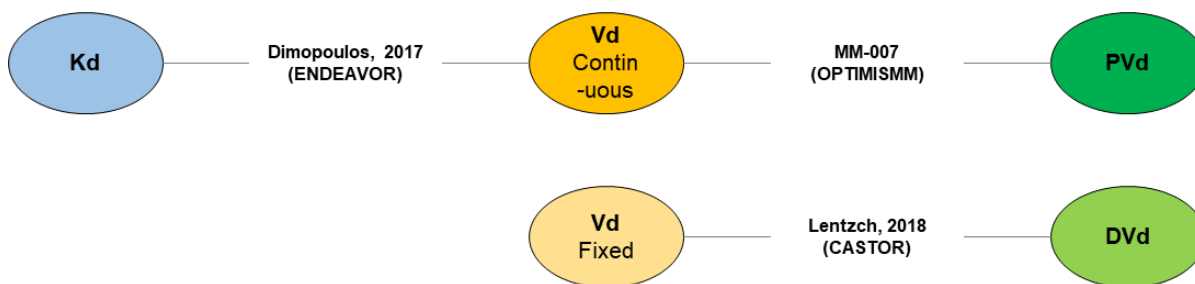 Kd
Dimopoulos, 2017
(ENDEAVOR)
Vd
Contin
-uous
MM-007
(OPTIMISMM)
PVd
Vd
Fixed
Lentzch, 2018
(CASTOR)
DVd